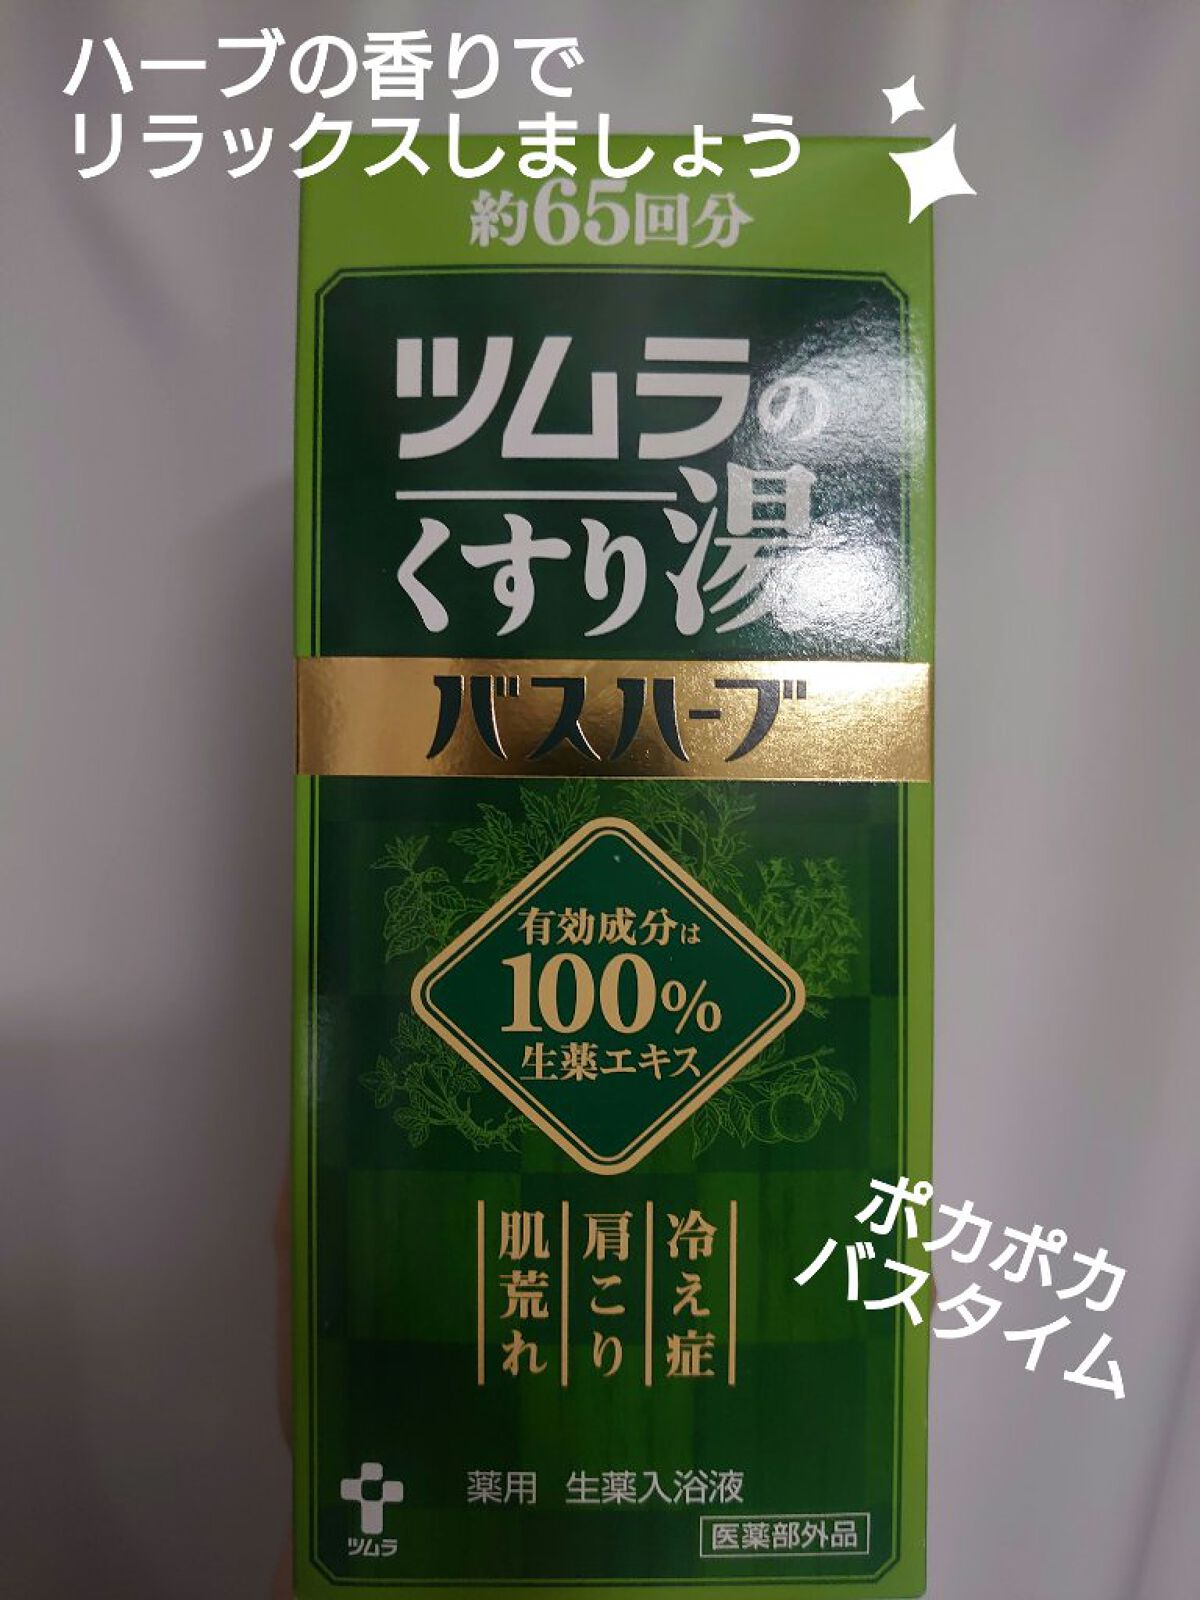 ハーブの香りで
リラックスしましょう
約65回分
ツムラの
くすり湯
バスハーブ
有効成分は
100%
生薬エキス
冷え症
肩こり
肌荒れ
ポカポカ
バスタイム
薬用 生薬入浴液
ツムラ
医薬部外品